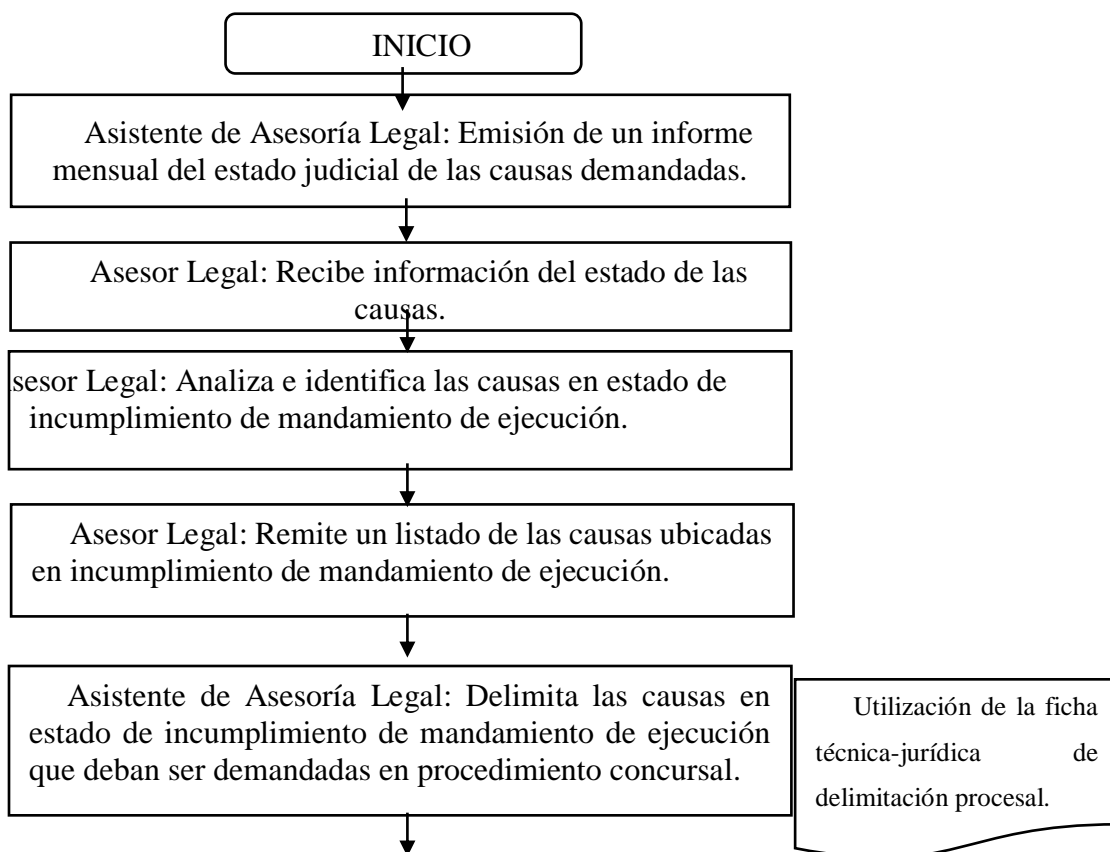 INICIO
Asistente de Asesoría Legal: Emisión de un informe
mensual del estado judicial de las causas demandadas.
Asesor Legal: Recibe información del estado de las
causas.
sesor Legal: Analiza e identifica las causas en estado de
incumplimiento de mandamiento de ejecución.
Asesor Legal: Remite un listado de las causas ubicadas
en incumplimiento de mandamiento de ejecución.
Asistente de Asesoría Legal: Delimita las causas en
estado de incumplimiento de mandamiento de ejecución
que deban ser demandadas en procedimiento concursal.
Utilización de la ficha
técnica-jurídica de
delimitación procesal.